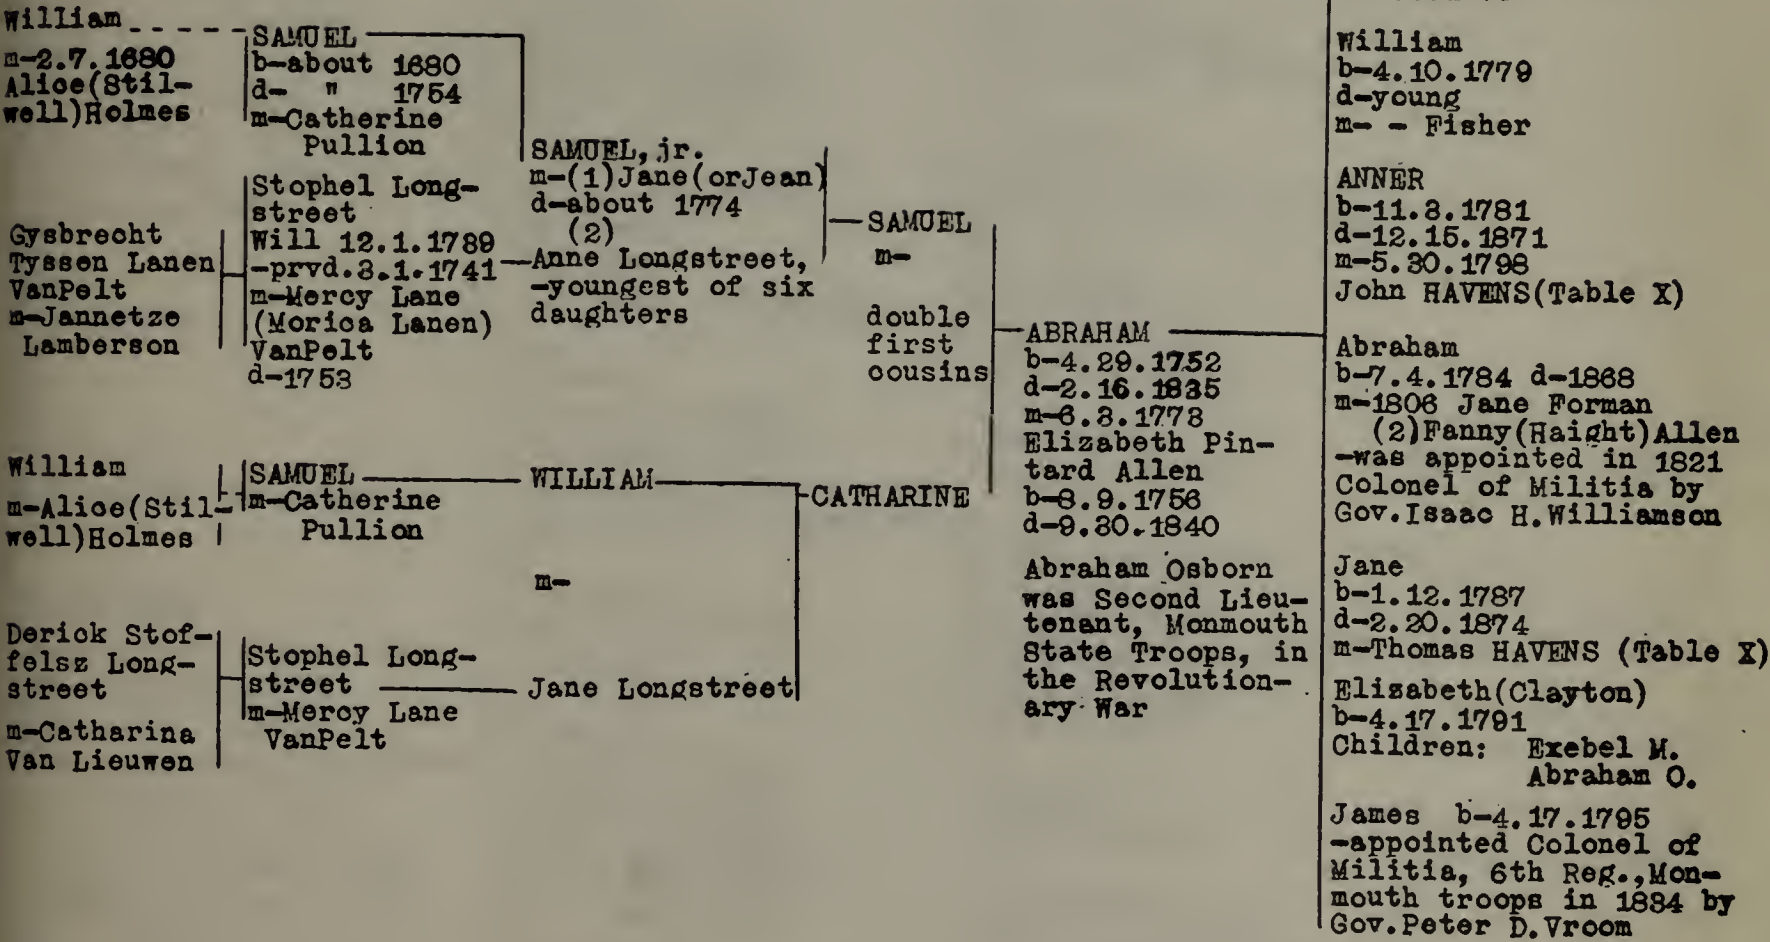 William
m-2.7.1680
Alice(Stil-
well)Holmes
SAMUEL
b-about 1680
d- " 1754
m-Catherine
Pullion
Gysbrecht
Tyssen Lanen
VanPelt
m-Jannetze
Lamberson
Stophel Long-
street
Will 12.1.1739
-prvd.3.1.1741
m-Mercy Lane
(Morica Lanen)
VanPelt
d-1753
SAMUEL,jr.
m-(1)Jane(orJean)
d-about 1774
(2)
Anne Longstreet,
-youngest of six
daughters
SAMUEL
m-
double
first
cousins
William
m-Alice(Stil-
well)Holmes
SAMUEL
m-Catherine
Pullion
WILLIAM
m-
Derick Stof-
felsz Long-
street
m-Catharina
Van Lieuwen
Stophel Long-
street
m-Mercy Lane
VanPelt
Jane Longstreet
CATHARINE
ABRAHAM
b-4.29.1752
d-2.16.1835
m-6.3.1773
Elizabeth Pin-
tard Allen
b-8.9.1756
d-9.30.1840
Abraham Osborn
was Second Lieu-
tenant, Monmouth
State Troops, in
the Revolution-
ary War
William
b-4.10.1779
d-young
m- - Fisher
ANNER
b-11.3.1781
d-12.15.1871
m-5.30.1798
John HAVENS(Table X)
Abraham
b-7.4.1784 d-1868
m-1806 Jane Forman
(2)Fanny(Haight)Allen
-was appointed in 1821
Colonel of Militia by
Gov.Isaac H.Williamson
Jane
b-1.12.1787
d-2.20.1874
m-Thomas HAVENS (Table X)
Elizabeth(Clayton)
b-4.17.1791
Children: Exebel M.
Abraham O.
James b-4.17.1795
-appointed Colonel of
Militia, 6th Reg.,Mon-
mouth troops in 1834 by
Gov.Peter D.Vroom